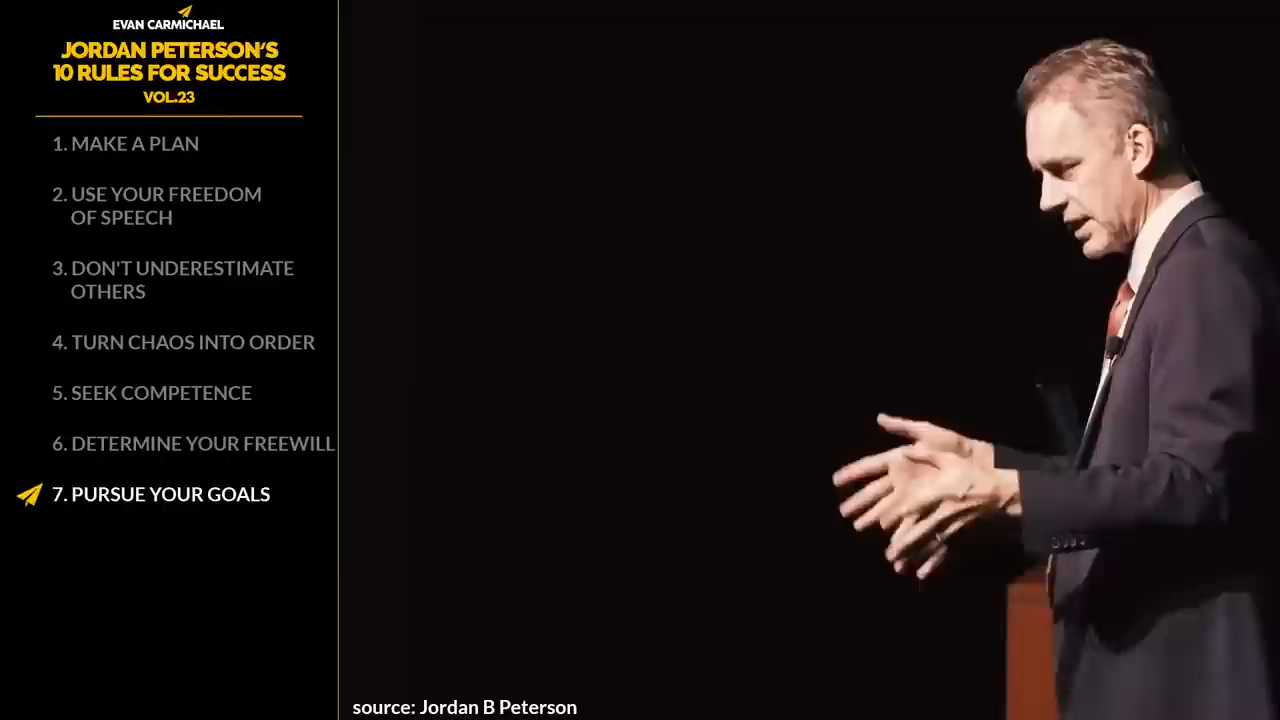 EVAN CARMICHAEL
JORDAN PETERSON'S
10 RULES FOR SUCCESS
VOL.23
1. MAKE A PLAN
2. USE YOUR FREEDOM
OF SPEECH
3. DON'T UNDERESTIMATE
OTHERS
4. TURN CHAOS INTO ORDER
5. SEEK COMPETENCE
6. DETERMINE YOUR FREEWILL
7. PURSUE YOUR GOALS
source: Jordan B Peterson